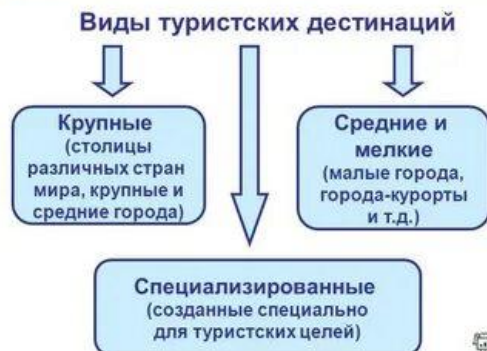 Виды туристских дестинаций
Крупные
(столицы
различных стран
мира, крупные и
средние города)
Средние и
мелкие
(малые города,
города-курорты
и т.д.)
Специализированные
(созданные специально
для туристских целей)